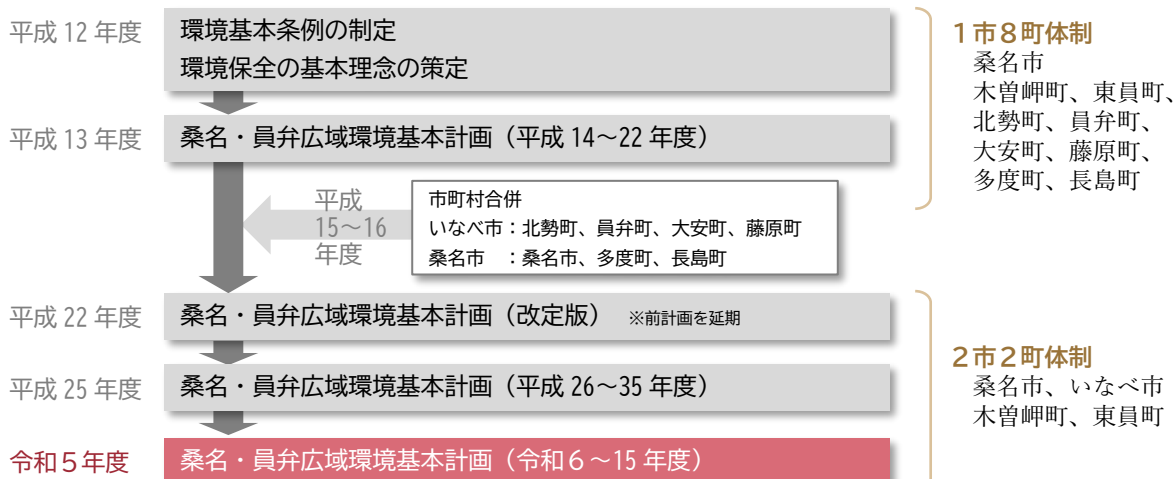 平成 12 年度
環境基本条例の制定
環境保全の基本理念の策定
1市8町体制
桑名市
木曽岬町、東員町、
北勢町、員弁町、
大安町、藤原町、
多度町、長島町
平成 13 年度
桑名・員弁広域環境基本計画（平成 14～22 年度）
平成
15～16
年度
市町村合併
いなべ市：北勢町、員弁町、大安町、藤原町
桑名市 ：桑名市、多度町、長島町
平成 22 年度
桑名・員弁広域環境基本計画（改定版） ※前計画を延期
2市2町体制
桑名市、いなべ市
木曽岬町、東員町
平成 25 年度
桑名・員弁広域環境基本計画（平成 26～35 年度）
令和５年度
桑名・員弁広域環境基本計画（令和６～15 年度）